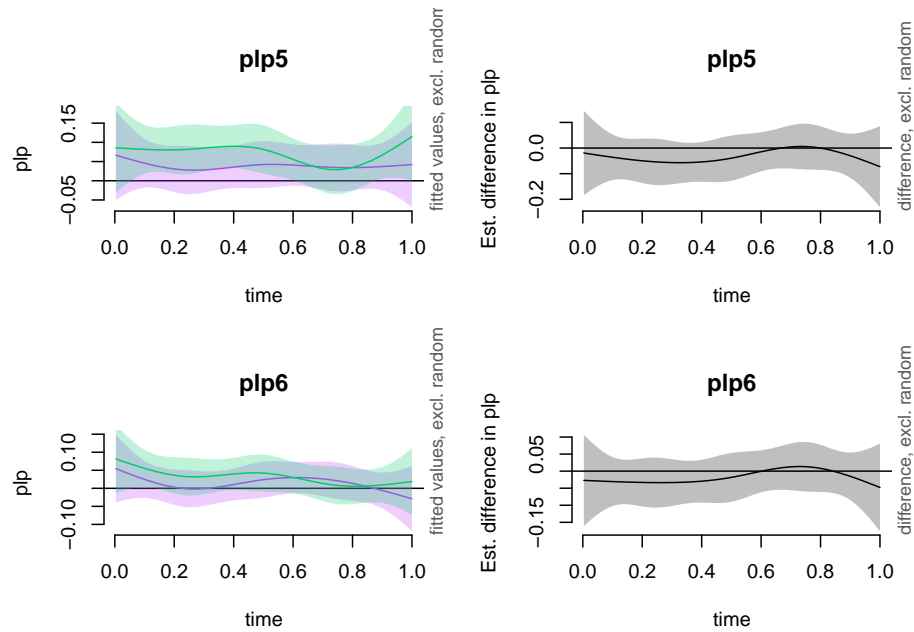 plp5
plp
0.15
−0.05
0.0 0.2 0.4 0.6 0.8 1.0
time
fitted values, excl. random
plp5
Est. difference in plp
0.0
−0.2
0.0 0.2 0.4 0.6 0.8 1.0
time
difference, excl. random
plp6
plp
0.10
−0.10
0.0 0.2 0.4 0.6 0.8 1.0
time
fitted values, excl. random
plp6
Est. difference in plp
0.05
−0.15
0.0 0.2 0.4 0.6 0.8 1.0
time
difference, excl. random